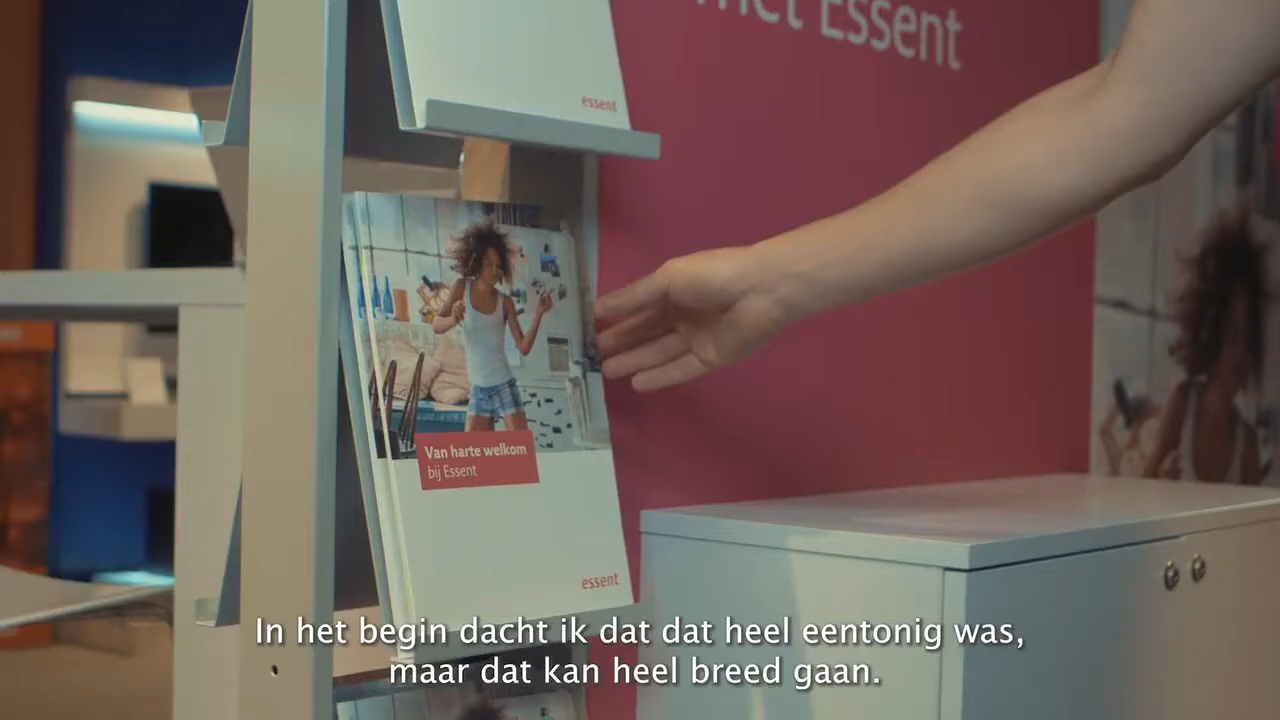 met Essent
essent
Van harte welkom
bij Essent
essent
In het begin dacht ik dat dat heel eentonig was,
maar dat kan heel breed gaan.